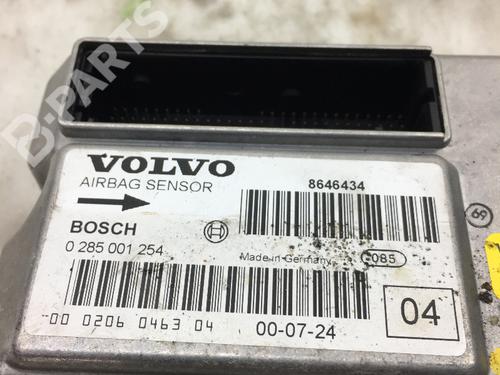 VOLVO
AIRBAG SENSOR
8646434
BOSCH
0 285 001 254
Made in Germany
085
00 0206 0463 04
00-07-24
04
69
B-PARTS